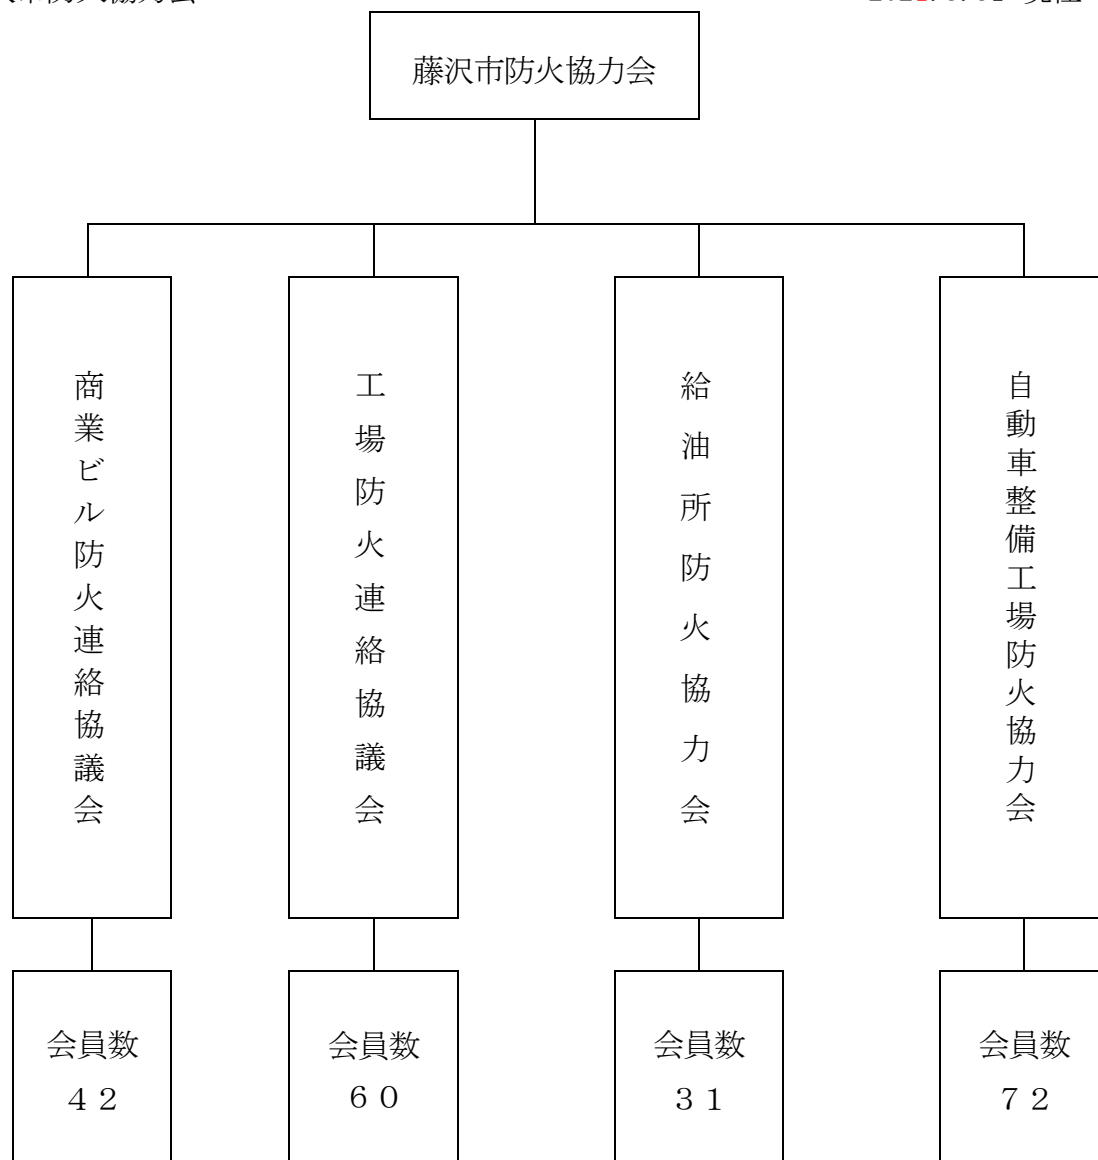 藤沢市防火協力会
商業ビル防火連絡協議会
工場防火連絡協議会
給油所防火協力会
自動車整備工場防火協力会
会員数
４２
会員数
６０
会員数
３１
会員数
７２